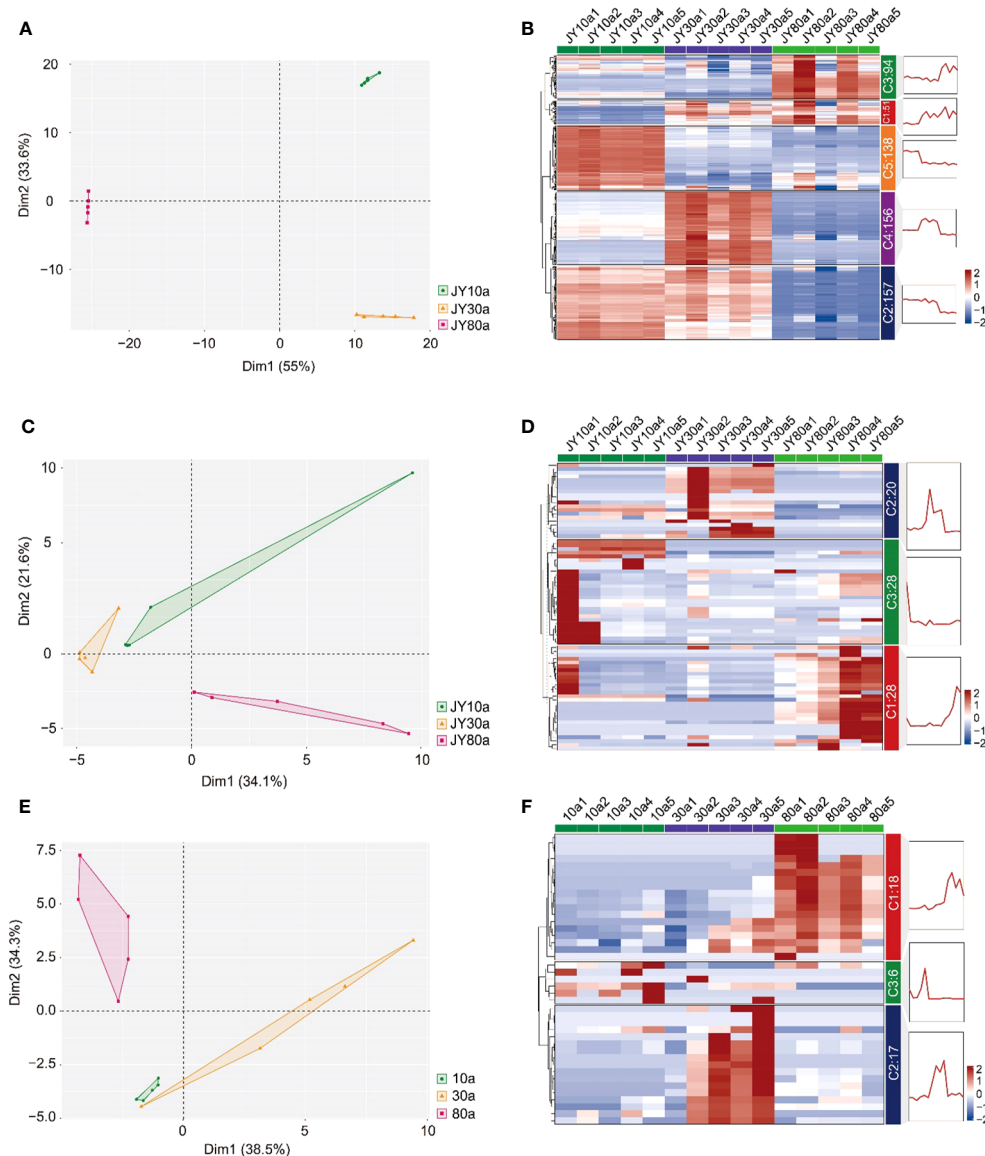 A
20
10
0
−10
−20
−10
0
10
20
Dim2 (33.6%)
Dim1 (55%)
JY10a
JY30a
JY80a
B
JY10a1 JY10a2 JY10a3 JY10a4 JY10a5 JY30a1 JY30a2 JY30a3 JY30a4 JY30a5 JY80a1 JY80a2 JY80a3 JY80a4 JY80a5
C3:94
C1:51
C5:138
C4:156
C2:157
2
1
0
−1
−2
C
10
5
0
−5
−5
0
5
10
Dim2 (21.6%)
Dim1 (34.1%)
JY10a
JY30a
JY80a
D
JY10a1 JY10a2 JY10a3 JY10a4 JY10a5 JY30a1 JY30a2 JY30a3 JY30a4 JY30a5 JY80a1 JY80a2 JY80a3 JY80a4 JY80a5
C2:20
C3:28
C1:28
2
1
0
−1
−2
E
7.5
5.0
2.5
0.0
−2.5
−5.0
0
5
10
Dim2 (34.3%)
Dim1 (38.5%)
10a
30a
80a
F
10a1 10a2 10a3 10a4 10a5 30a1 30a2 30a3 30a4 30a5 80a1 80a2 80a3 80a4 80a5
C1:18
C3:6
C2:17
2
1
0
−1
−2